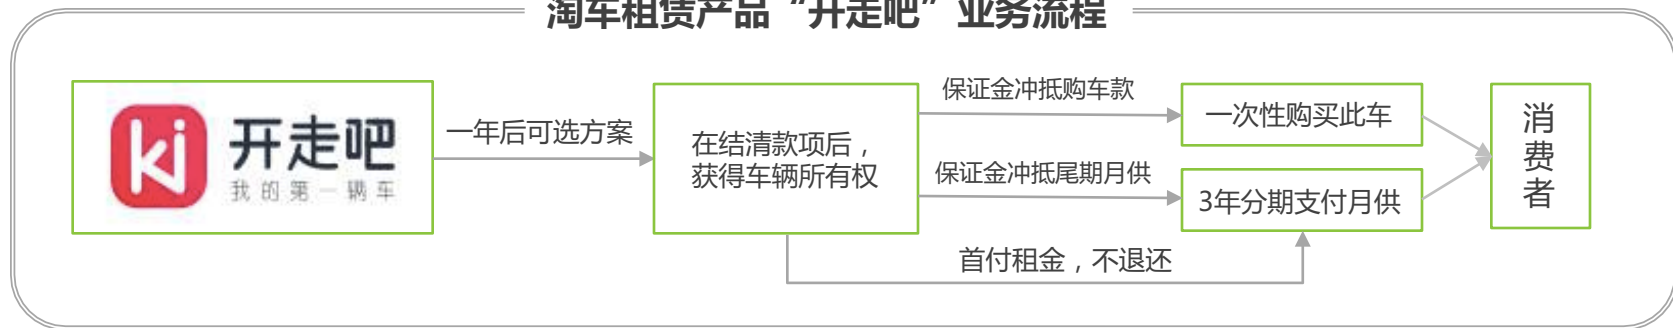 淘车租赁产品“开走吧”业务流程
ki
开走吧
我的第一辆车
一年后可选方案
在结清款项后，
获得车辆所有权
保证金冲抵购车款
保证金冲抵尾期月供
首付租金，不退还
一次性购买此车
3年分期支付月供
消
费
者